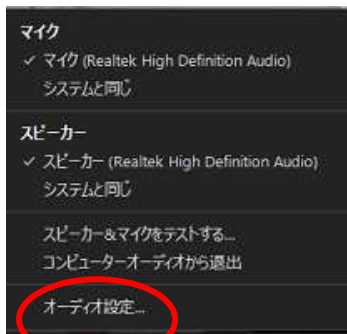 マイク
✓ マイク (Realtek High Definition Audio)
システムと同じ
スピーカー
✓ スピーカー (Realtek High Definition Audio)
システムと同じ
スピーカー&マイクをテストする...
コンピューターオーディオから退出
オーディオ設定...